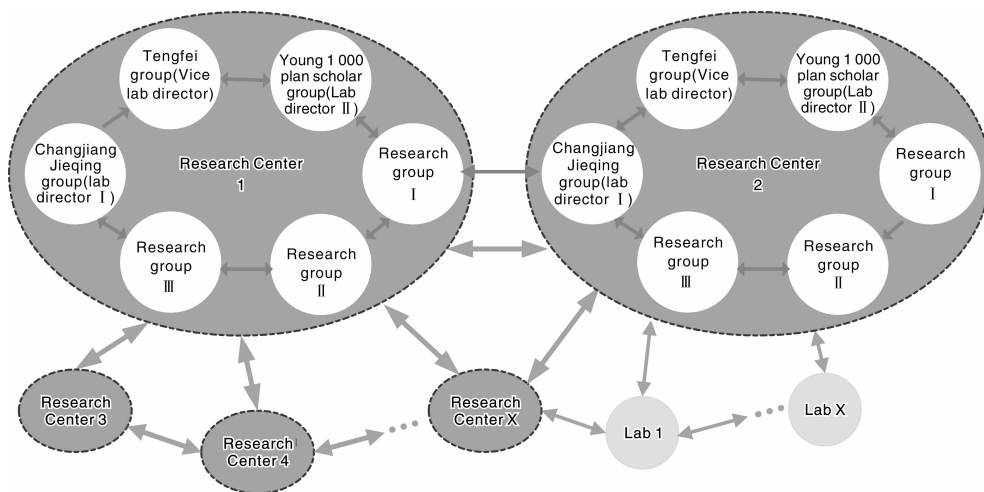 Tengfei
group(Vice
lab director)
Young 1 000
plan scholar
group(Lab
director Ⅱ)
Changjiang
Jieqing
group(lab
director Ⅰ)
Research Center
1
Research
group
Ⅰ
Research
group
Ⅲ
Research
group
Ⅱ
Tengfei
group(Vice
lab director)
Young 1 000
plan scholar
group(Lab
director Ⅱ)
Changjiang
Jieqing
group(lab
director Ⅰ)
Research Center
2
Research
group
Ⅰ
Research
group
Ⅲ
Research
group
Ⅱ
Research
Center 3
Research
Center 4
Research
Center X
Lab 1
Lab X